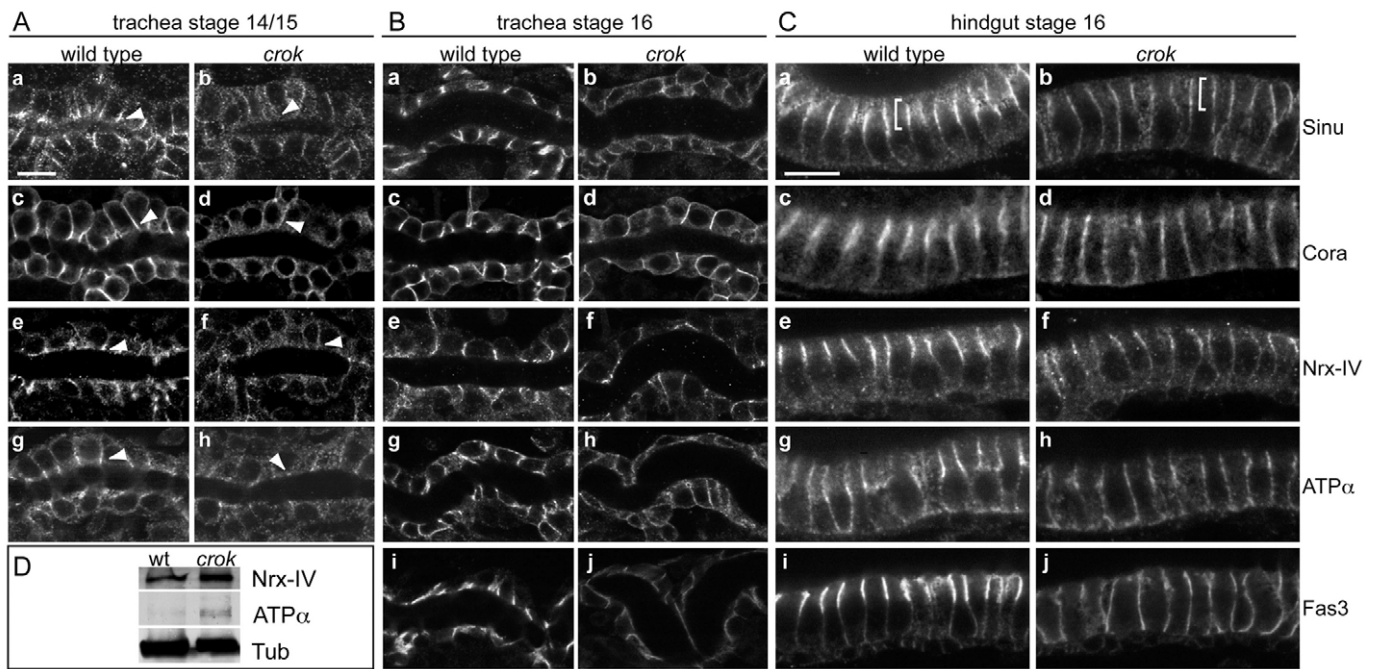 A trachea stage 14/15 B trachea stage 16 C hindgut stage 16
wild type crok wild type crok wild type crok
a b a b a b Sinu
c d c d c d Cora
e f e f e f Nrx-IV
g h g h g h ATPα
i j i j Fas3
D wt crok
Nrx-IV
ATPα
Tub